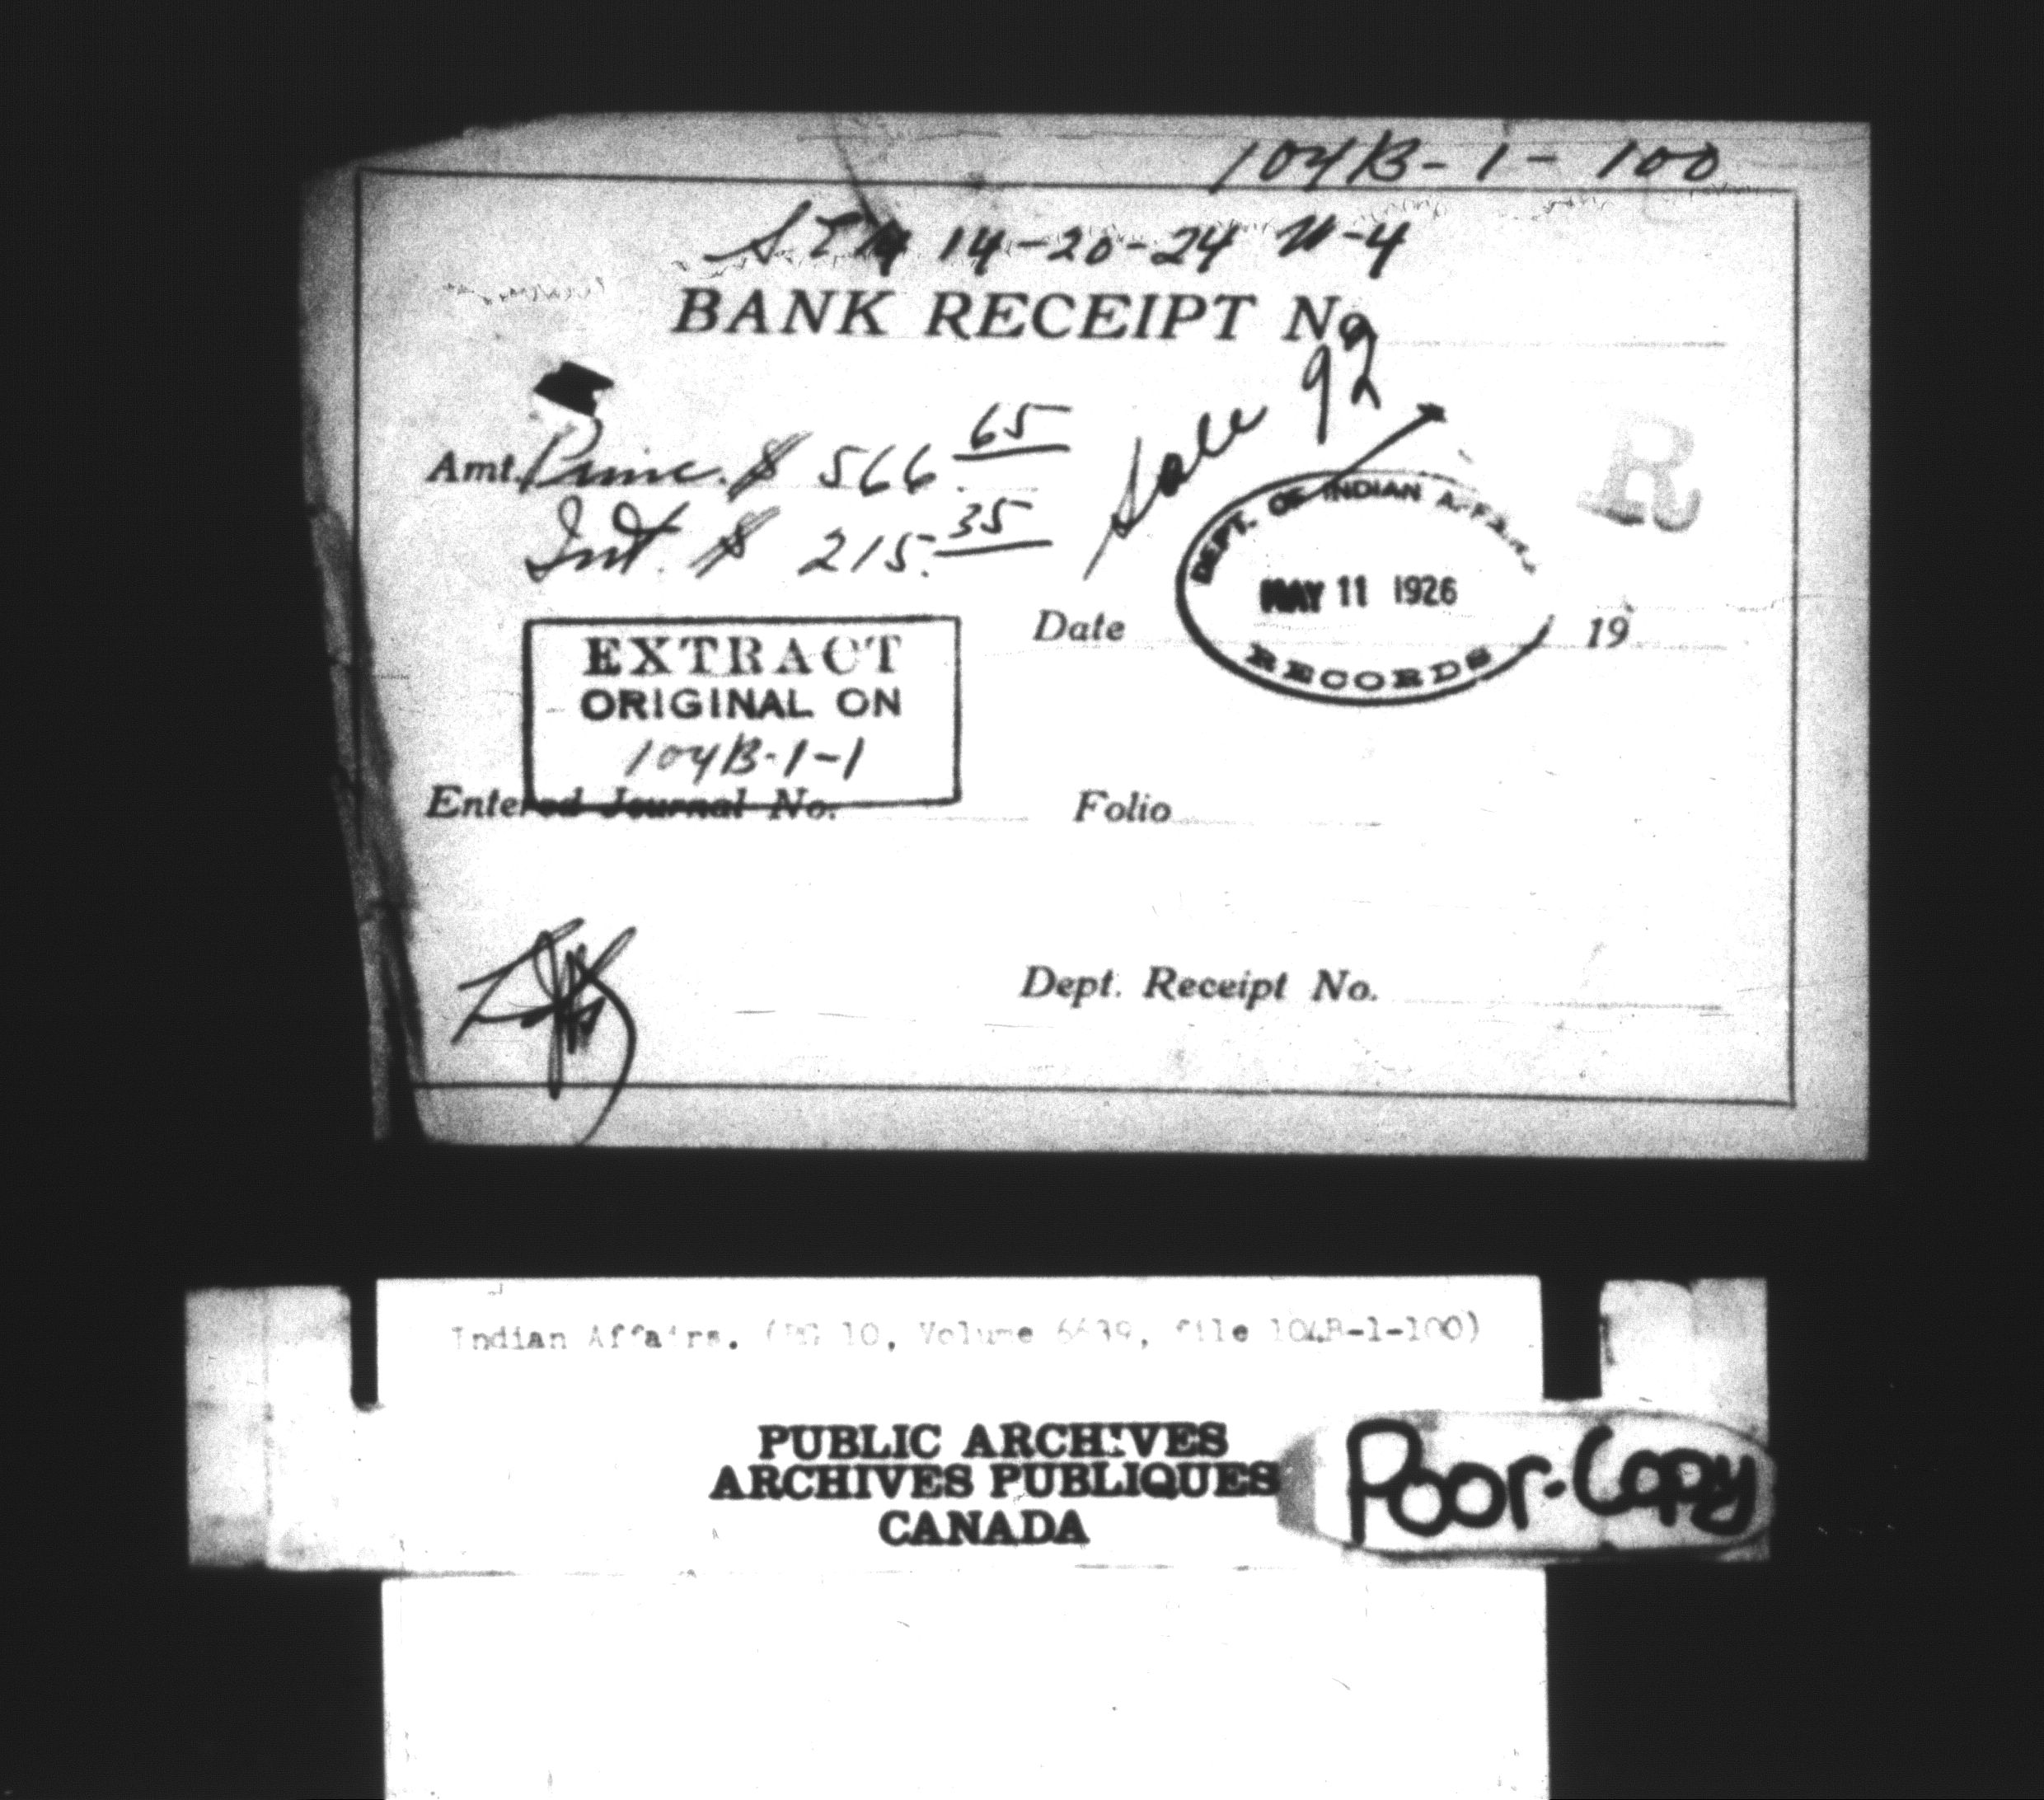 104B-1-100
14-20-24 W-4
BANK RECEIPT No
Sale 92
Amt. Princ. $ 566.65
Int. $ 215.35
R
DEPT. OF INDIAN AFFAIRS
MAY 11 1926
RECORDS
Date 19
EXTRACT
ORIGINAL ON
104B-1-1
Entered Journal No. Folio
Dept. Receipt No.
Indian Affairs. (RG 10, Volume 6639, file 104B-1-100)
PUBLIC ARCHIVES
ARCHIVES PUBLIQUES
CANADA
Poor-Copy